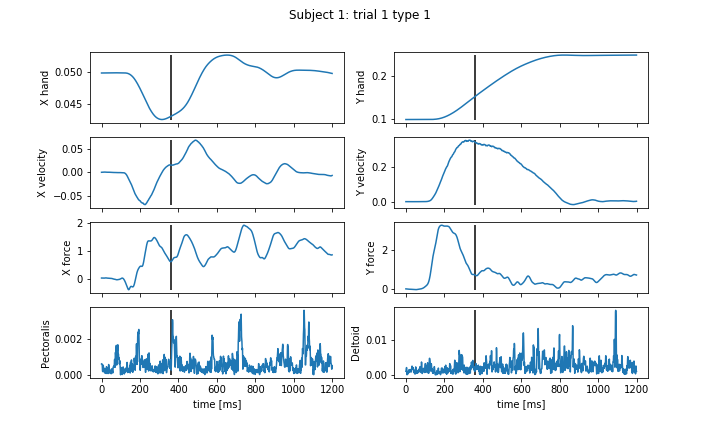 Subject 1: trial 1 type 1
X hand
0.050
0.045
Y hand
0.2
0.1
X velocity
0.05
0.00
−0.05
Y velocity
0.2
0.0
X force
2
1
0
Y force
2
0
Pectoralis
0.002
0.000
0 200 400 600 800 1000 1200
time [ms]
Deltoid
0.01
0.00
0 200 400 600 800 1000 1200
time [ms]